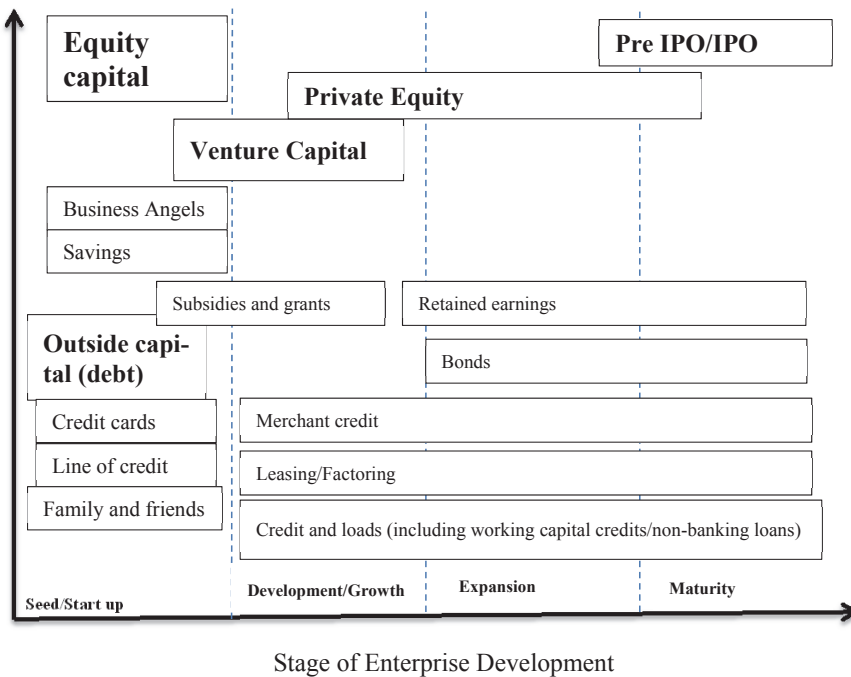 Equity
capital
Pre IPO/IPO
Private Equity
Venture Capital
Business Angels
Savings
Subsidies and grants
Retained earnings
Outside capi-
tal (debt)
Bonds
Credit cards
Merchant credit
Line of credit
Leasing/Factoring
Family and friends
Credit and loads (including working capital credits/non-banking loans)
Seed/Start up
Development/Growth
Expansion
Maturity
Stage of Enterprise Development